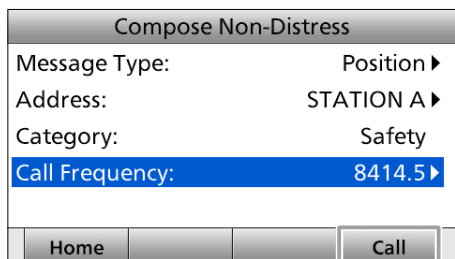 Compose Non-Distress
Message Type: Position
Address: STATION A
Category: Safety
Call Frequency: 8414.5
Home Call